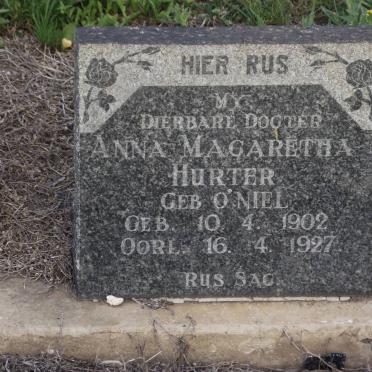 HIER RUS
MY
DIERBARE DOGTER
ANNA MAGARETHA
HURTER
GEB O'NIEL
GEB. 10. 4. 1902
OORL. 16. 4. 1927.
RUS SAG.